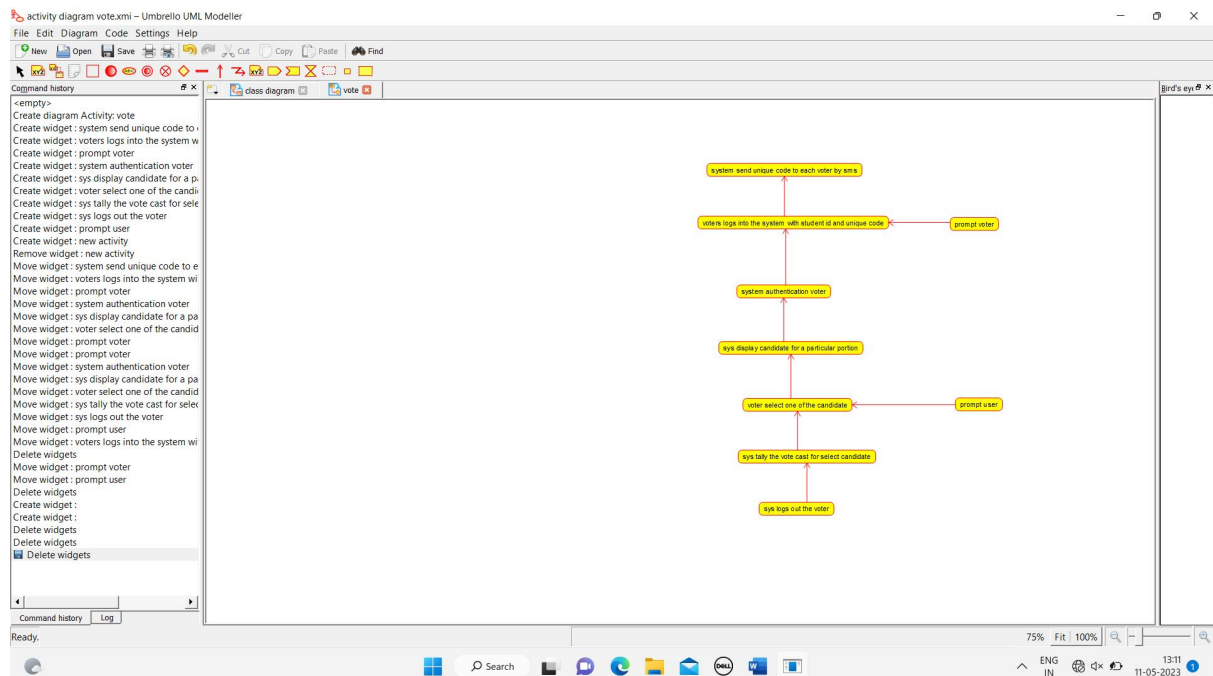 activity diagram vote.xmi – Umbrello UML Modeller
File Edit Diagram Code Settings Help
New Open Save Cut Copy Paste Find
Command history
class diagram vote
Bird's eye
<empty>
Create diagram Activity: vote
Create widget : system send unique code to
Create widget : voters logs into the system w
Create widget : prompt voter
Create widget : system authentication voter
Create widget : sys display candidate for a pa
Create widget : voter select one of the candi
Create widget : sys tally the vote cast for sele
Create widget : sys logs out the voter
Create widget : prompt user
Create widget : new activity
Remove widget : new activity
Move widget : system send unique code to e
Move widget : voters logs into the system wi
Move widget : prompt voter
Move widget : system authentication voter
Move widget : sys display candidate for a pa
Move widget : voter select one of the candid
Move widget : prompt voter
Move widget : prompt voter
Move widget : system authentication voter
Move widget : sys display candidate for a pa
Move widget : voter select one of the candid
Move widget : sys tally the vote cast for selec
Move widget : sys logs out the voter
Move widget : prompt user
Move widget : voters logs into the system wi
Delete widgets
Move widget : prompt voter
Move widget : prompt user
Delete widgets
Create widget :
Create widget :
Delete widgets
Delete widgets
Delete widgets
Command history Log
system send unique code to each voter by sms
voters logs into the system with student id and unique code
prompt voter
system authentication voter
sys display candidate for a particular portion
voter select one of the candidate
prompt user
sys tally the vote cast for select candidate
sys logs out the voter
Ready.
75% Fit 100%
Search
DELL
ENG
IN
13:11
11-05-2023
1